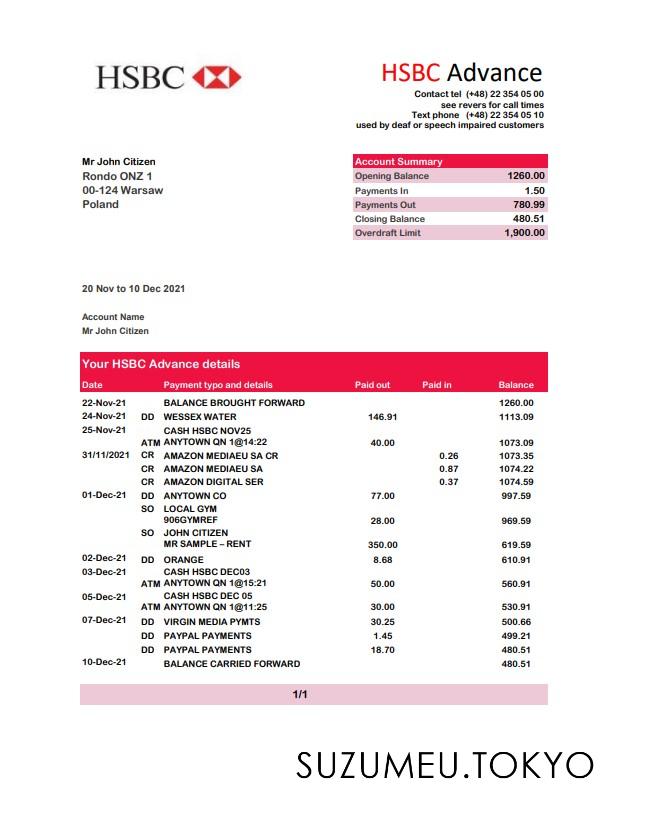 HSBC
HSBC Advance
Contact tel (+48) 22 354 05 00
see revers for call times
Text phone (+48) 22 354 05 10
used by deaf or speech impaired customers
Mr John Citizen
Rondo ONZ 1
00-124 Warsaw
Poland
Account Summary
Opening Balance 1260.00
Payments In 1.50
Payments Out 780.99
Closing Balance 480.51
Overdraft Limit 1,900.00
20 Nov to 10 Dec 2021
Account Name
Mr John Citizen
Your HSBC Advance details
Date Payment typo and details Paid out Paid in Balance
22-Nov-21 BALANCE BROUGHT FORWARD 1260.00
24-Nov-21 DD WESSEX WATER 146.91 1113.09
25-Nov-21 CASH HSBC NOV25
ATM ANYTOWN QN 1@14:22 40.00 1073.09
31/11/2021 CR AMAZON MEDIAEU SA CR 0.26 1073.35
CR AMAZON MEDIAEU SA 0.87 1074.22
CR AMAZON DIGITAL SER 0.37 1074.59
01-Dec-21 DD ANYTOWN CO 77.00 997.59
SO LOCAL GYM
906GYMREF 28.00 969.59
SO JOHN CITIZEN
MR SAMPLE – RENT 350.00 619.59
02-Dec-21 DD ORANGE 8.68 610.91
03-Dec-21 CASH HSBC DEC03
ATM ANYTOWN QN 1@15:21 50.00 560.91
05-Dec-21 CASH HSBC DEC 05
ATM ANYTOWN QN 1@11:25 30.00 530.91
07-Dec-21 DD VIRGIN MEDIA PYMTS 30.25 500.66
DD PAYPAL PAYMENTS 1.45 499.21
DD PAYPAL PAYMENTS 18.70 480.51
10-Dec-21 BALANCE CARRIED FORWARD 480.51
1/1
SUZUMEU.TOKYO